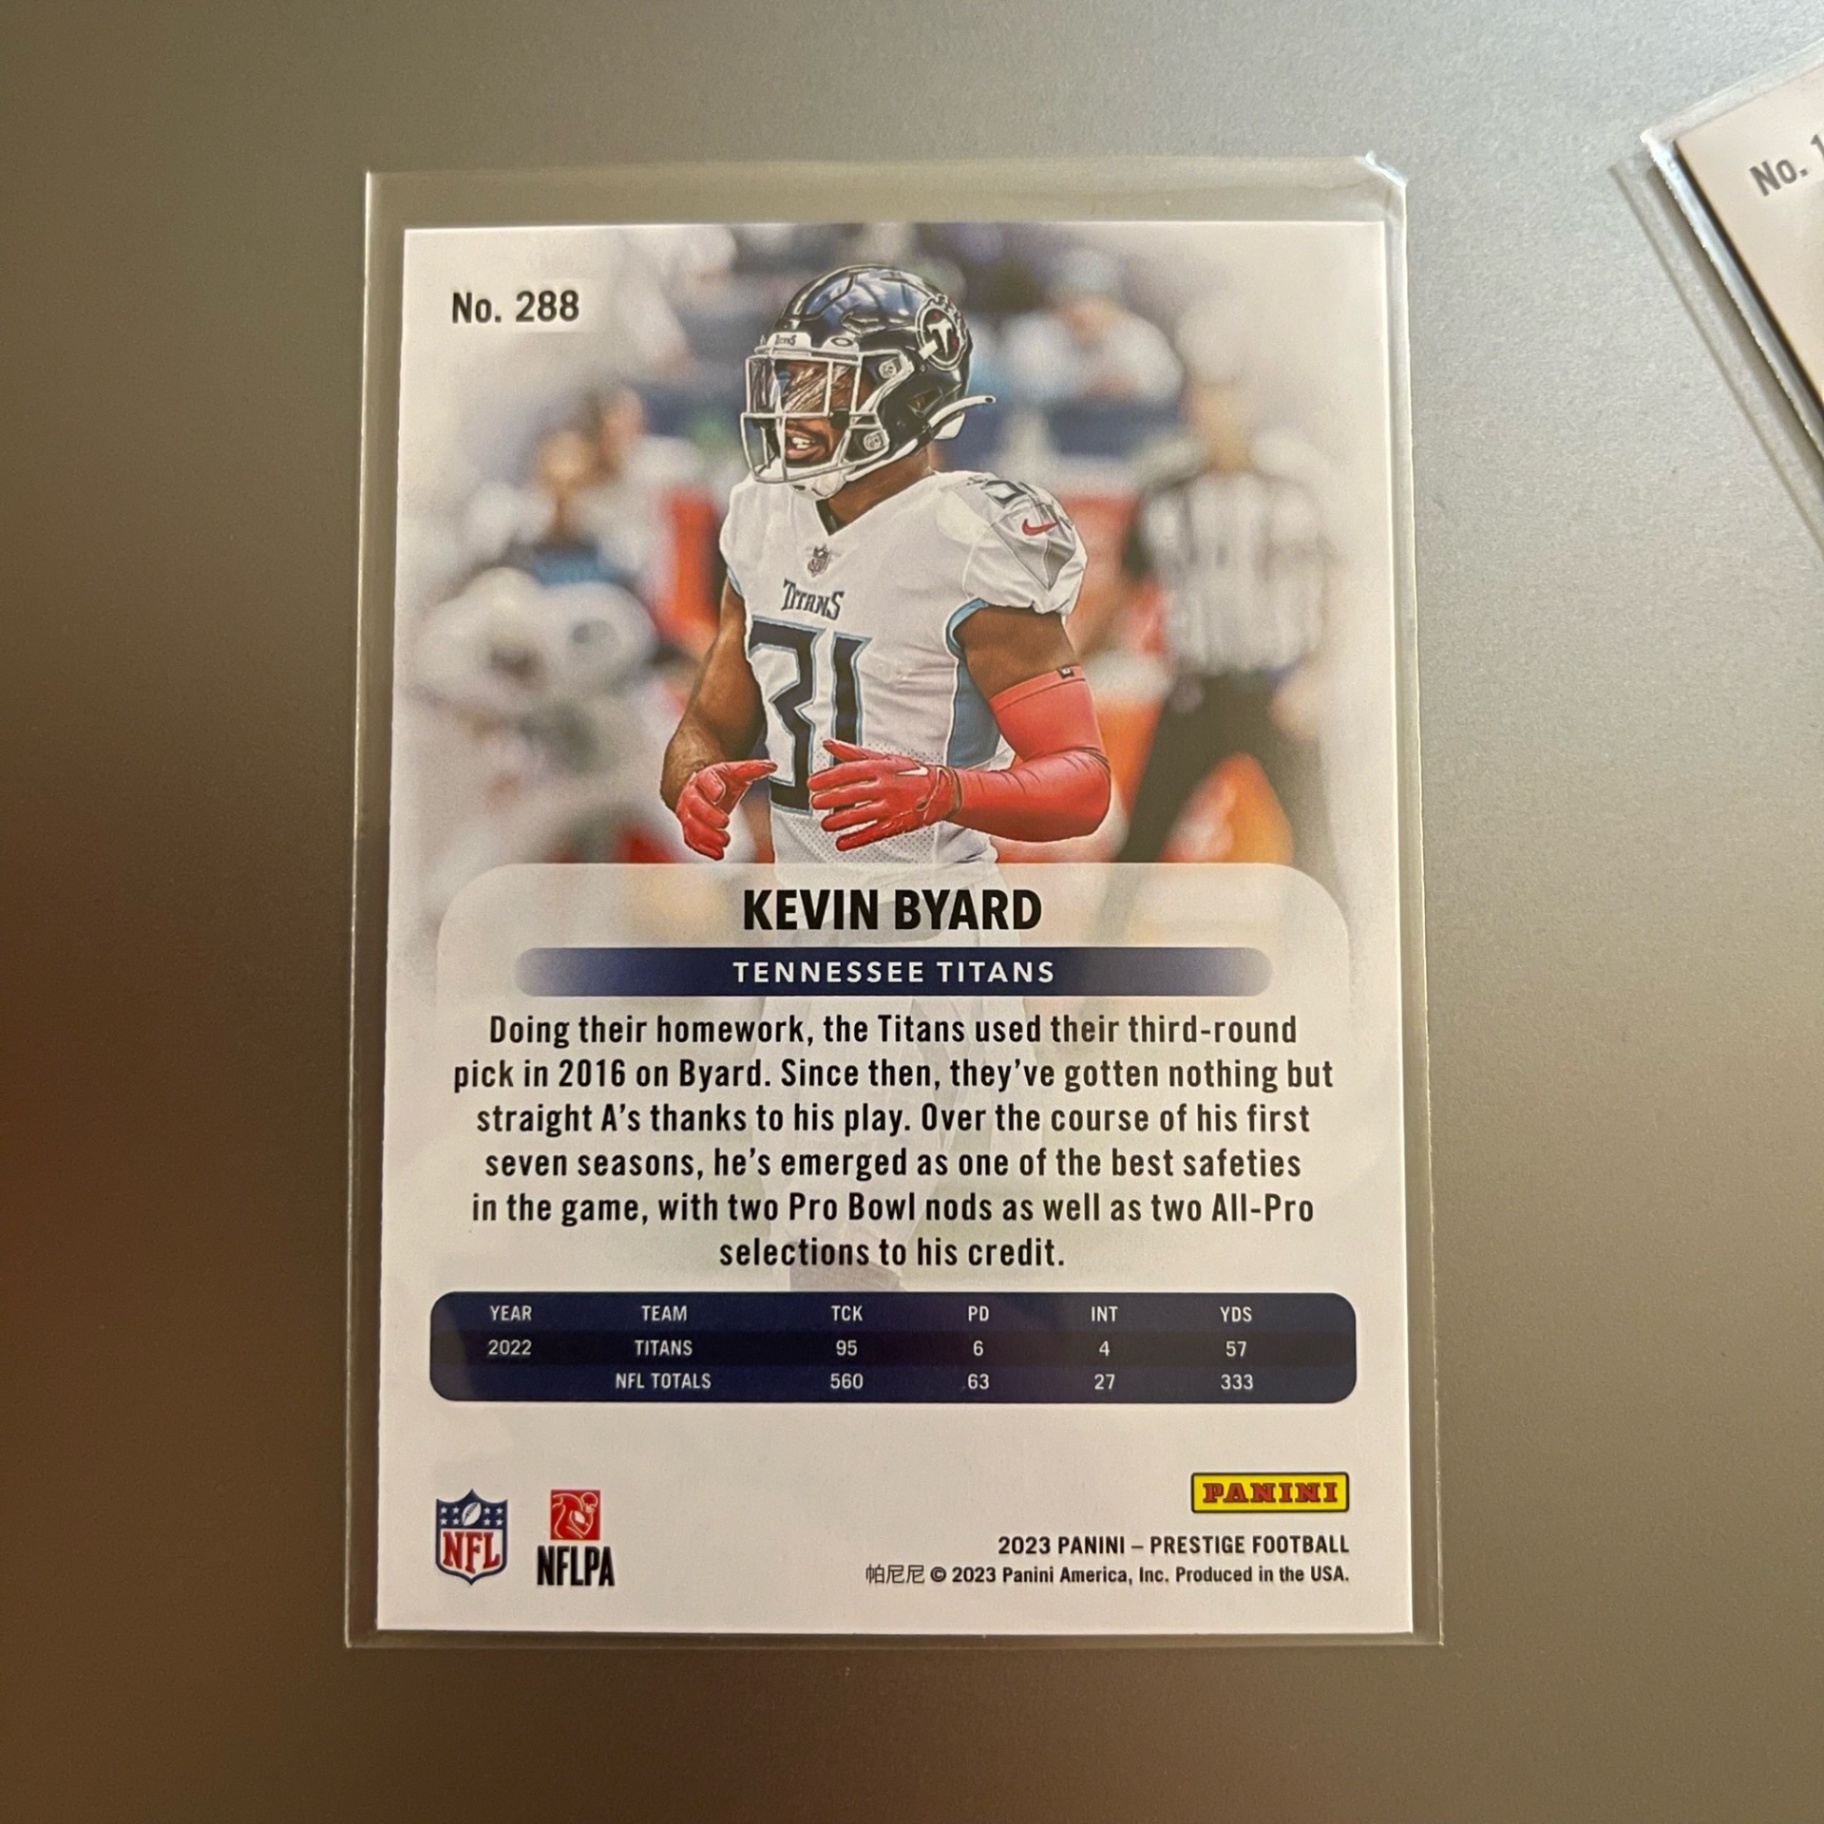 No. 288
No.
TITANS
31
KEVIN BYARD
TENNESSEE TITANS
Doing their homework, the Titans used their third-round
pick in 2016 on Byard. Since then, they've gotten nothing but
straight A's thanks to his play. Over the course of his first
seven seasons, he's emerged as one of the best safeties
in the game, with two Pro Bowl nods as well as two All-Pro
selections to his credit.
YEAR TEAM TCK PD INT YDS
2022 TITANS 95 6 4 57
NFL TOTALS 560 63 27 333
PANINI
NFL NFLPA
2023 PANINI – PRESTIGE FOOTBALL
帕尼尼 © 2023 Panini America, Inc. Produced in the USA.